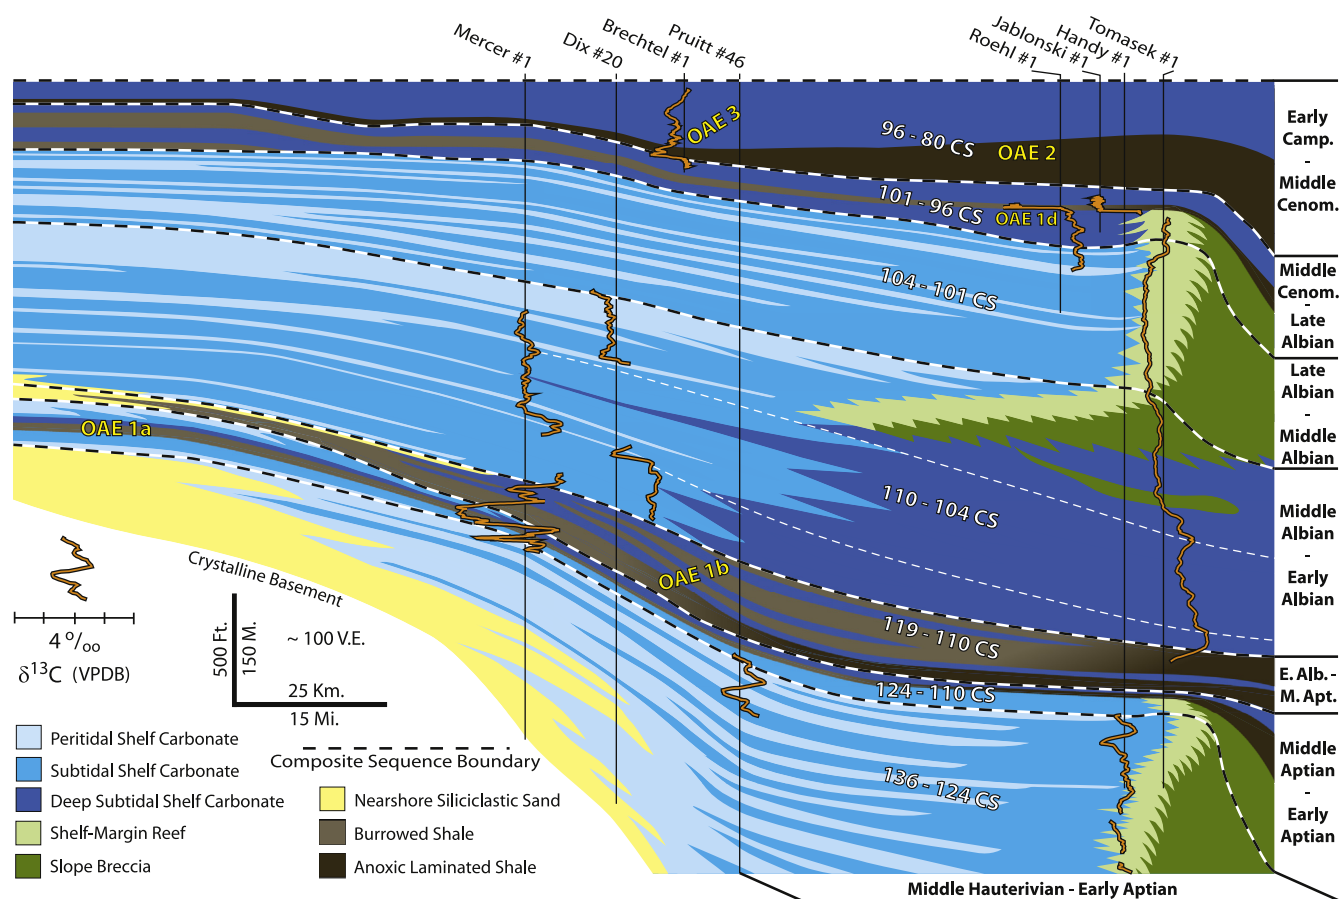 Mercer #1
Dix #20
Brechtel #1
Pruitt #46
Roehl #1
Jablonski #1
Handy #1
Tomasek #1
OAE 3
96 - 80 CS
OAE 2
101 - 96 CS
OAE 1d
104 - 101 CS
OAE 1a
110 - 104 CS
OAE 1b
119 - 110 CS
124 - 110 CS
136 - 124 CS
Early
Camp.
-
Middle
Cenom.
Middle
Cenom.
-
Late
Albian
Late
Albian
-
Middle
Albian
Middle
Albian
-
Early
Albian
E. Alb. -
M. Apt.
Middle
Aptian
-
Early
Aptian
Crystalline Basement
4 o/oo
δ13C (VPDB)
500 Ft.
150 M.
~ 100 V.E.
25 Km.
15 Mi.
Composite Sequence Boundary
Peritidal Shelf Carbonate
Subtidal Shelf Carbonate
Deep Subtidal Shelf Carbonate
Shelf-Margin Reef
Slope Breccia
Nearshore Siliciclastic Sand
Burrowed Shale
Anoxic Laminated Shale
Middle Hauterivian - Early Aptian